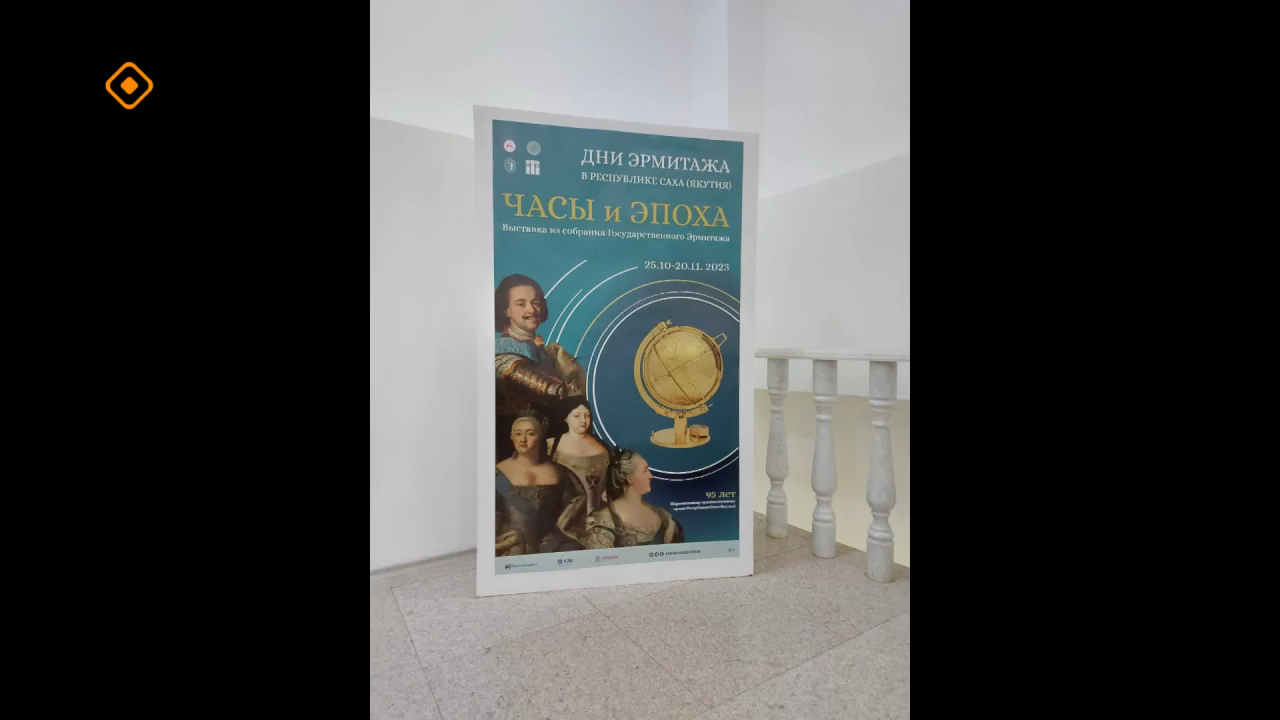 ДНИ ЭРМИТАЖА
В РЕСПУБЛИКЕ САХА (ЯКУТИЯ)
ЧАСЫ и ЭПОХА
Выставка из собрания Государственного Эрмитажа
25.10-20.11. 2023
95 лет